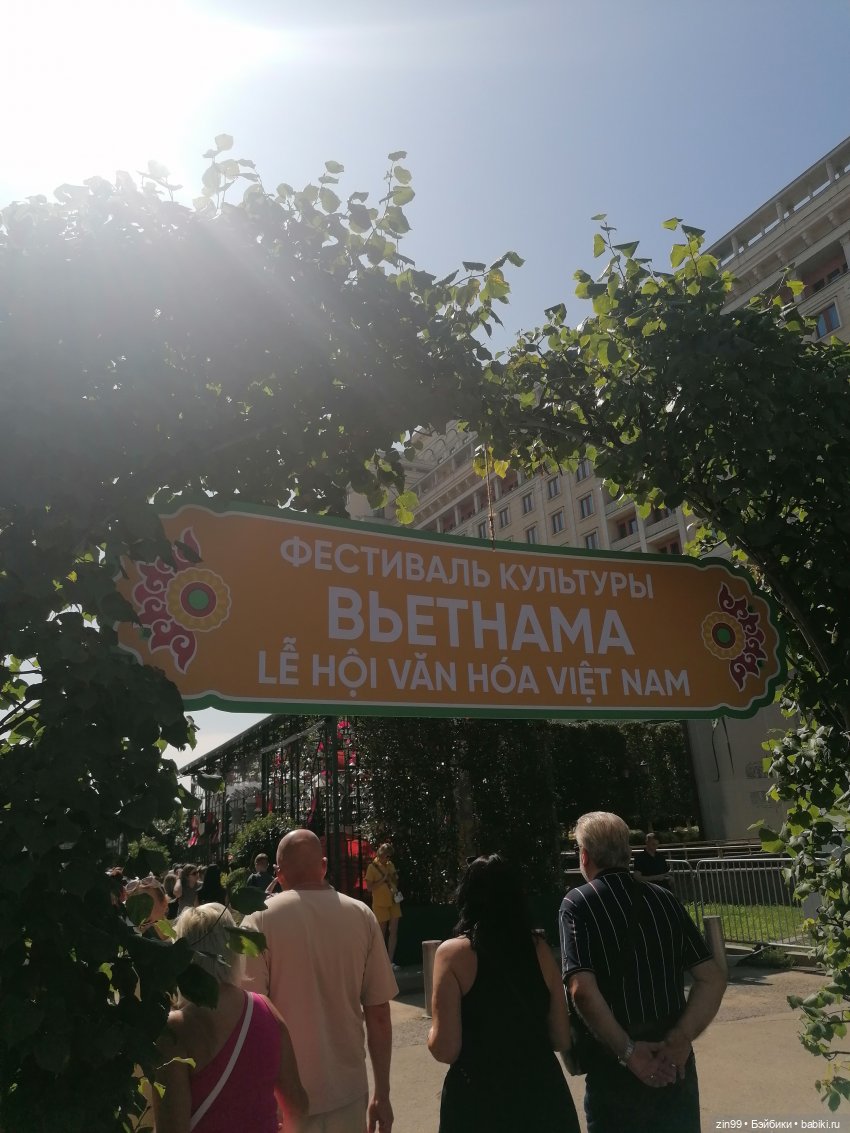 ФЕСТИВАЛЬ КУЛЬТУРЫ
ВЬЕТНАМА
LỄ HỘI VĂN HÓA VIỆT NAM
zin99 • Бэйбики • babiki.ru